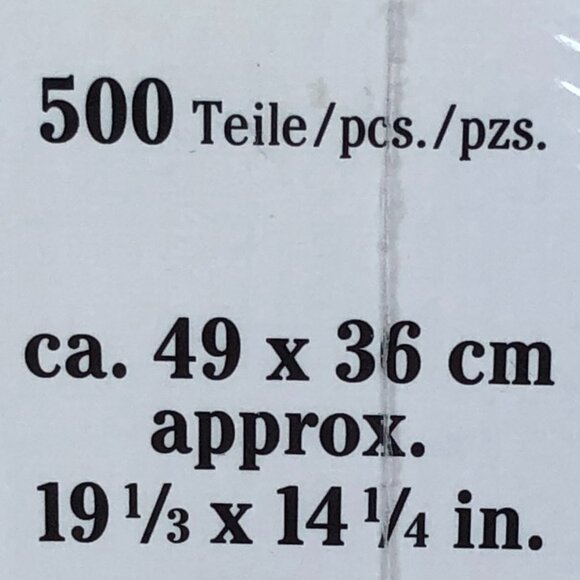 500 Teile/pcs./pzs.
ca. 49 x 36 cm
approx.
19 1/3 x 14 1/4 in.